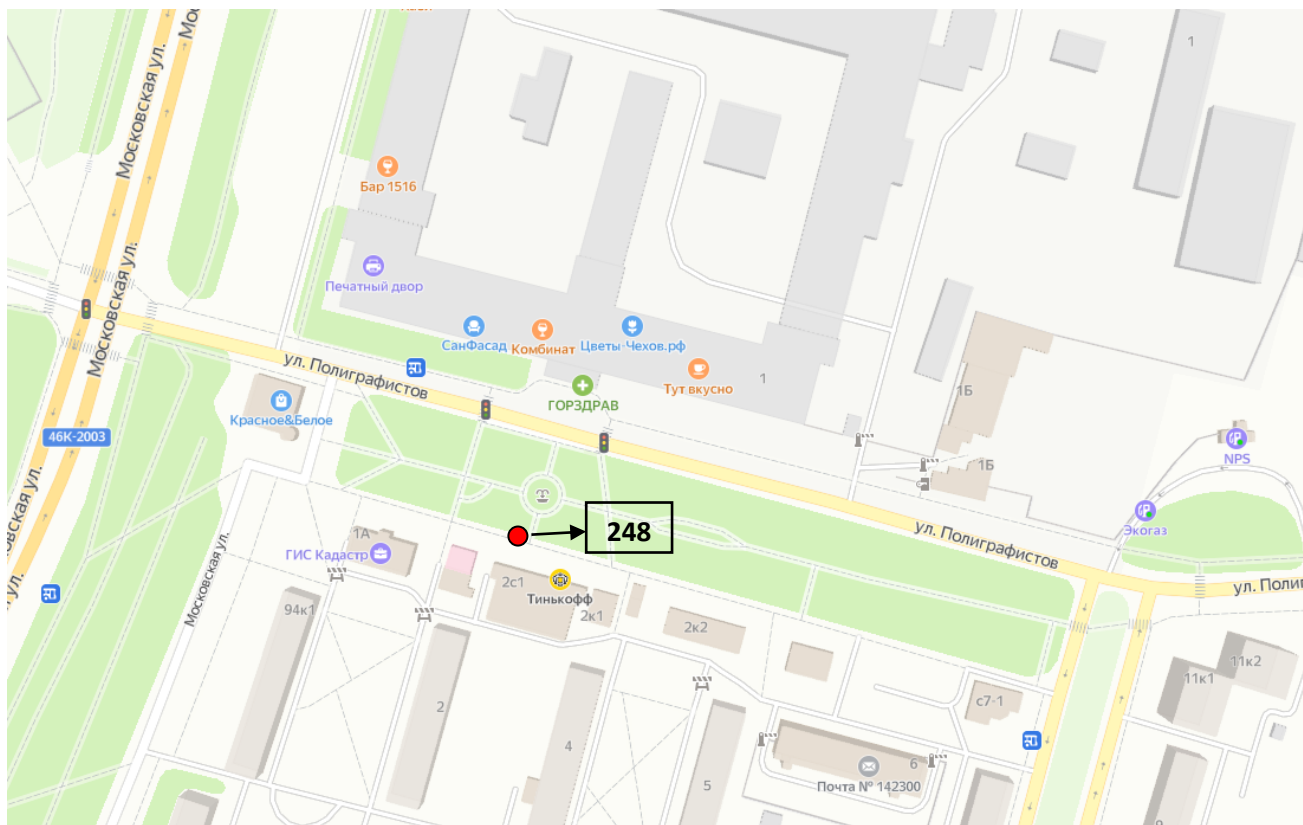 Московская ул.
Мо
1
Бар 1516
Московская ул.
Печатный двор
СанФасад
Комбинат
Цветы-Чехов.рф
ул. Полиграфистов
Тут вкусно
1
1Б
ГОРЗДРАВ
Красное&Белое
46К-2003
1Б
NPS
Экогаз
248
ул. Полиграфистов
1А
ГИС Кадастр
2с1
Тинькофф
2к1
2к2
ул. Поли
Московская ул.
94к1
11к2
11к1
с7-1
2
4
5
6
Почта № 142300
9